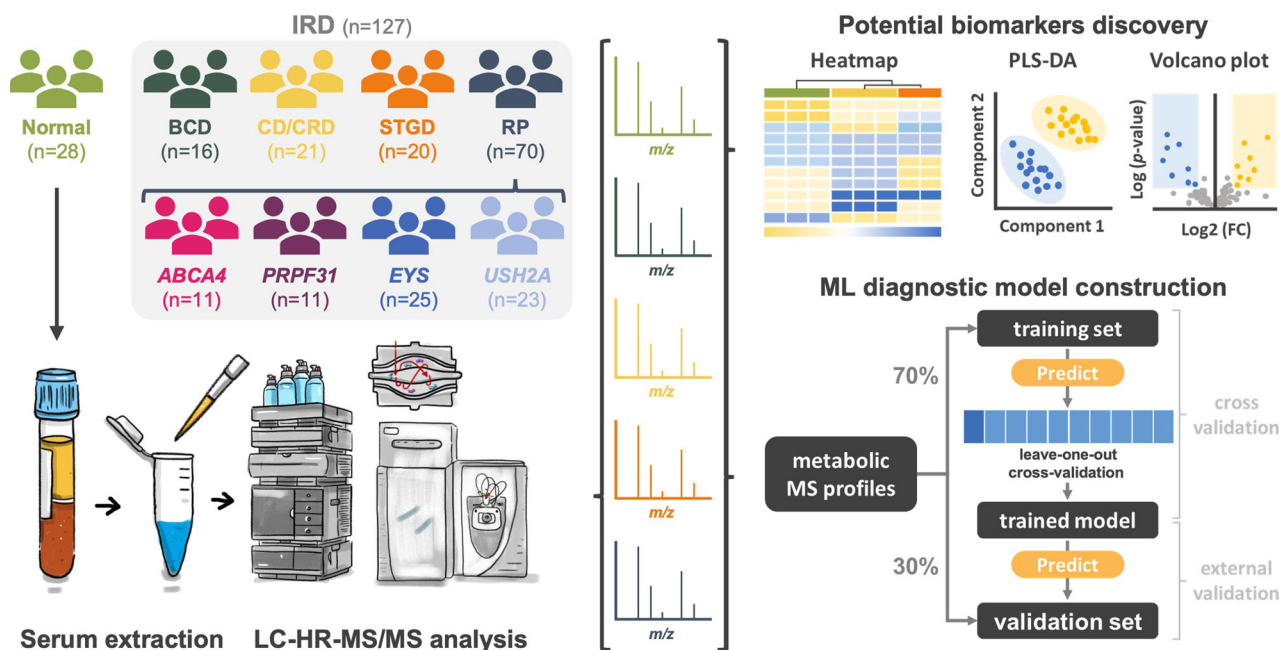 IRD (n=127)
Normal
(n=28)
BCD
(n=16)
CD/CRD
(n=21)
STGD
(n=20)
RP
(n=70)
ABCA4
(n=11)
PRPF31
(n=11)
EYS
(n=25)
USH2A
(n=23)
Serum extraction
LC-HR-MS/MS analysis
m/z
m/z
m/z
m/z
m/z
Potential biomarkers discovery
Heatmap
PLS-DA
Component 2
Component 1
Volcano plot
Log (p-value)
Log2 (FC)
ML diagnostic model construction
metabolic
MS profiles
70%
30%
training set
Predict
leave-one-out
cross-validation
trained model
Predict
validation set
cross
validation
external
validation